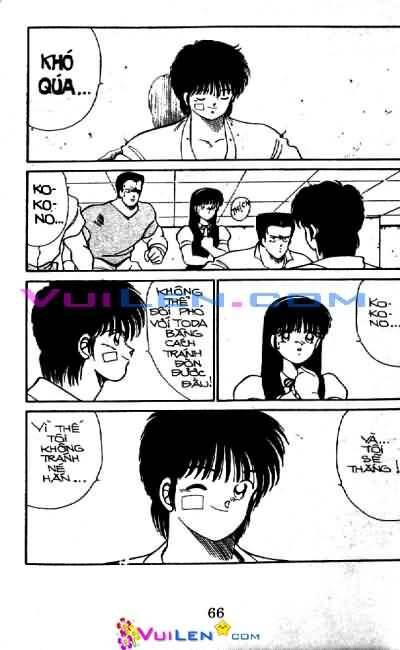 KHÓ
QÚA...
KO-
KO-
NO...
KHÔNG
THỂ
ĐỐI PHÓ
VỚI TODA
BẰNG
CÁCH
TRÁNH
ĐÒN
ĐƯỢC
ĐÂU!
KO-
KO-
NO...
VUILEN.COM
VÌ THẾ
TÔI
KHÔNG
TRÁNH
NÉ
HẮN...
VÀ...
TÔI
SẼ
THẮNG!
66
VUILEN.COM